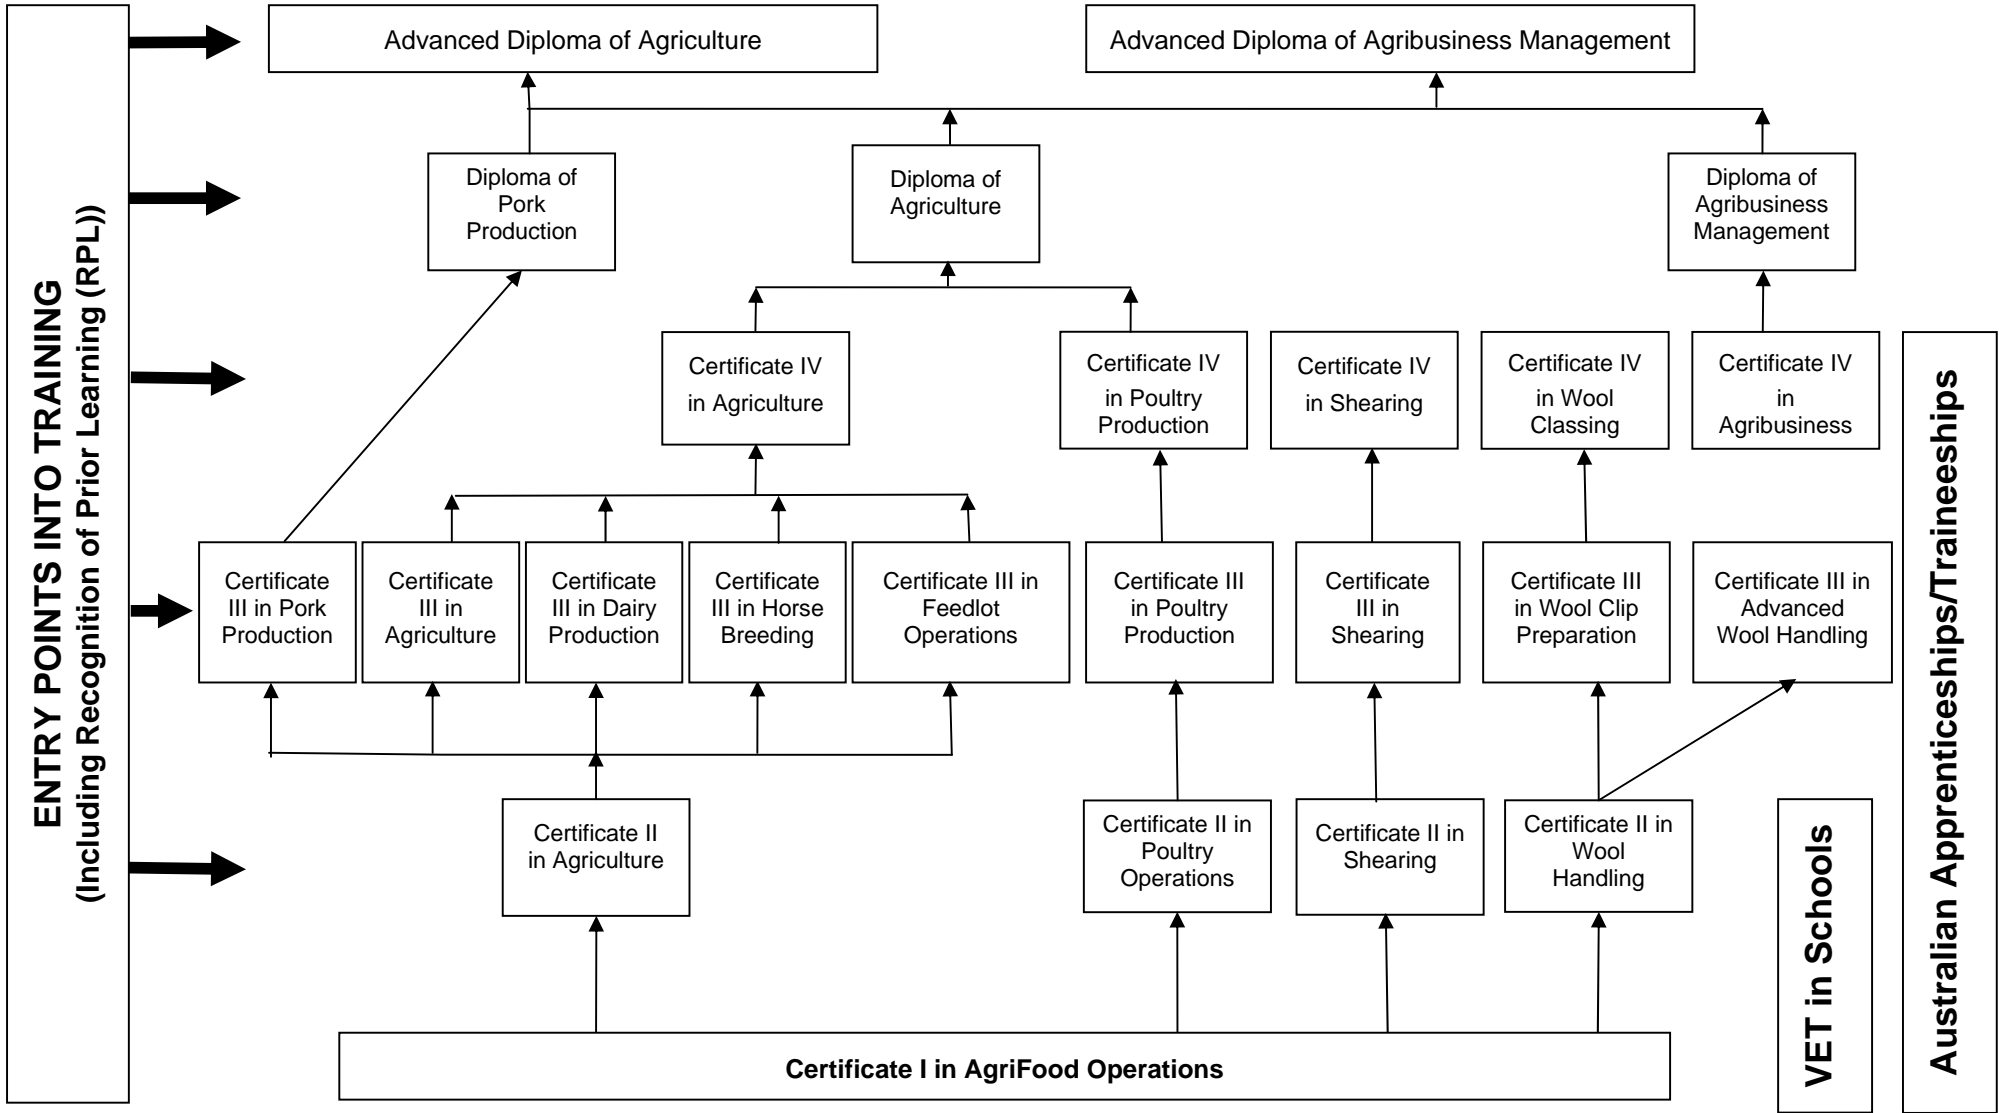 ENTRY POINTS INTO TRAINING
(Including Recognition of Prior Learning (RPL))
Advanced Diploma of Agriculture
Advanced Diploma of Agribusiness Management
Diploma of
Pork
Production
Diploma of
Agriculture
Diploma of
Agribusiness
Management
Certificate IV
in Agriculture
Certificate IV
in Poultry
Production
Certificate IV
in Shearing
Certificate IV
in Wool
Classing
Certificate IV
in
Agribusiness
Certificate
III in Pork
Production
Certificate
III in
Agriculture
Certificate
III in Dairy
Production
Certificate
III in Horse
Breeding
Certificate III in
Feedlot
Operations
Certificate III
in Poultry
Production
Certificate
III in
Shearing
Certificate III
in Wool Clip
Preparation
Certificate III in
Advanced
Wool Handling
Certificate II
in Agriculture
Certificate II in
Poultry
Operations
Certificate II in
Shearing
Certificate II in
Wool
Handling
Certificate I in AgriFood Operations
VET in Schools
Australian Apprenticeships/Traineeships